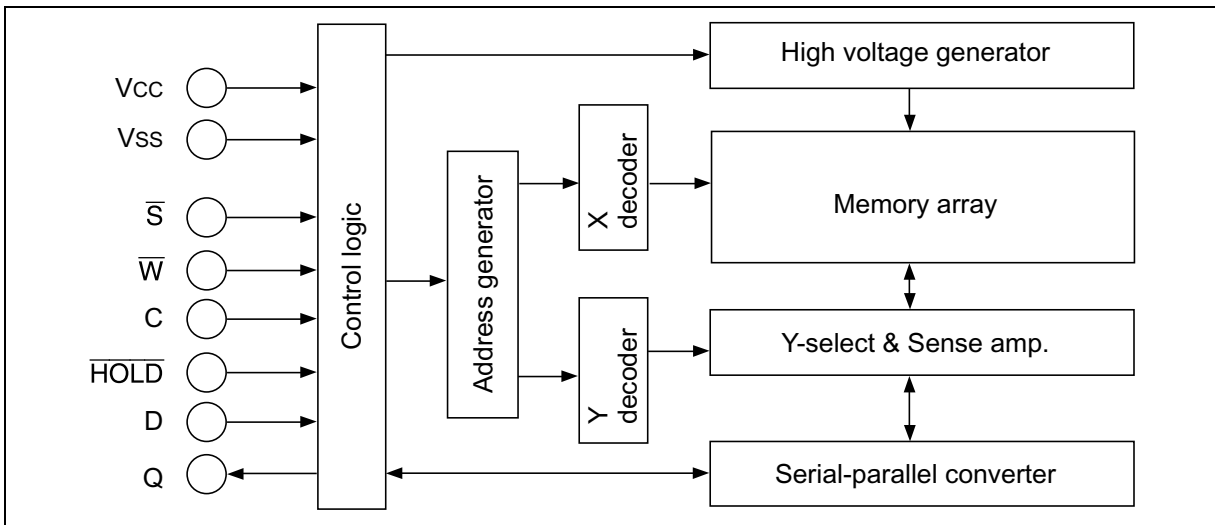 High voltage generator
VCC
VSS
S̅
W̅
C
H̅O̅L̅D̅
D
Q
Control logic
Address generator
X
decoder
Y
decoder
Memory array
Y-select & Sense amp.
Serial-parallel converter